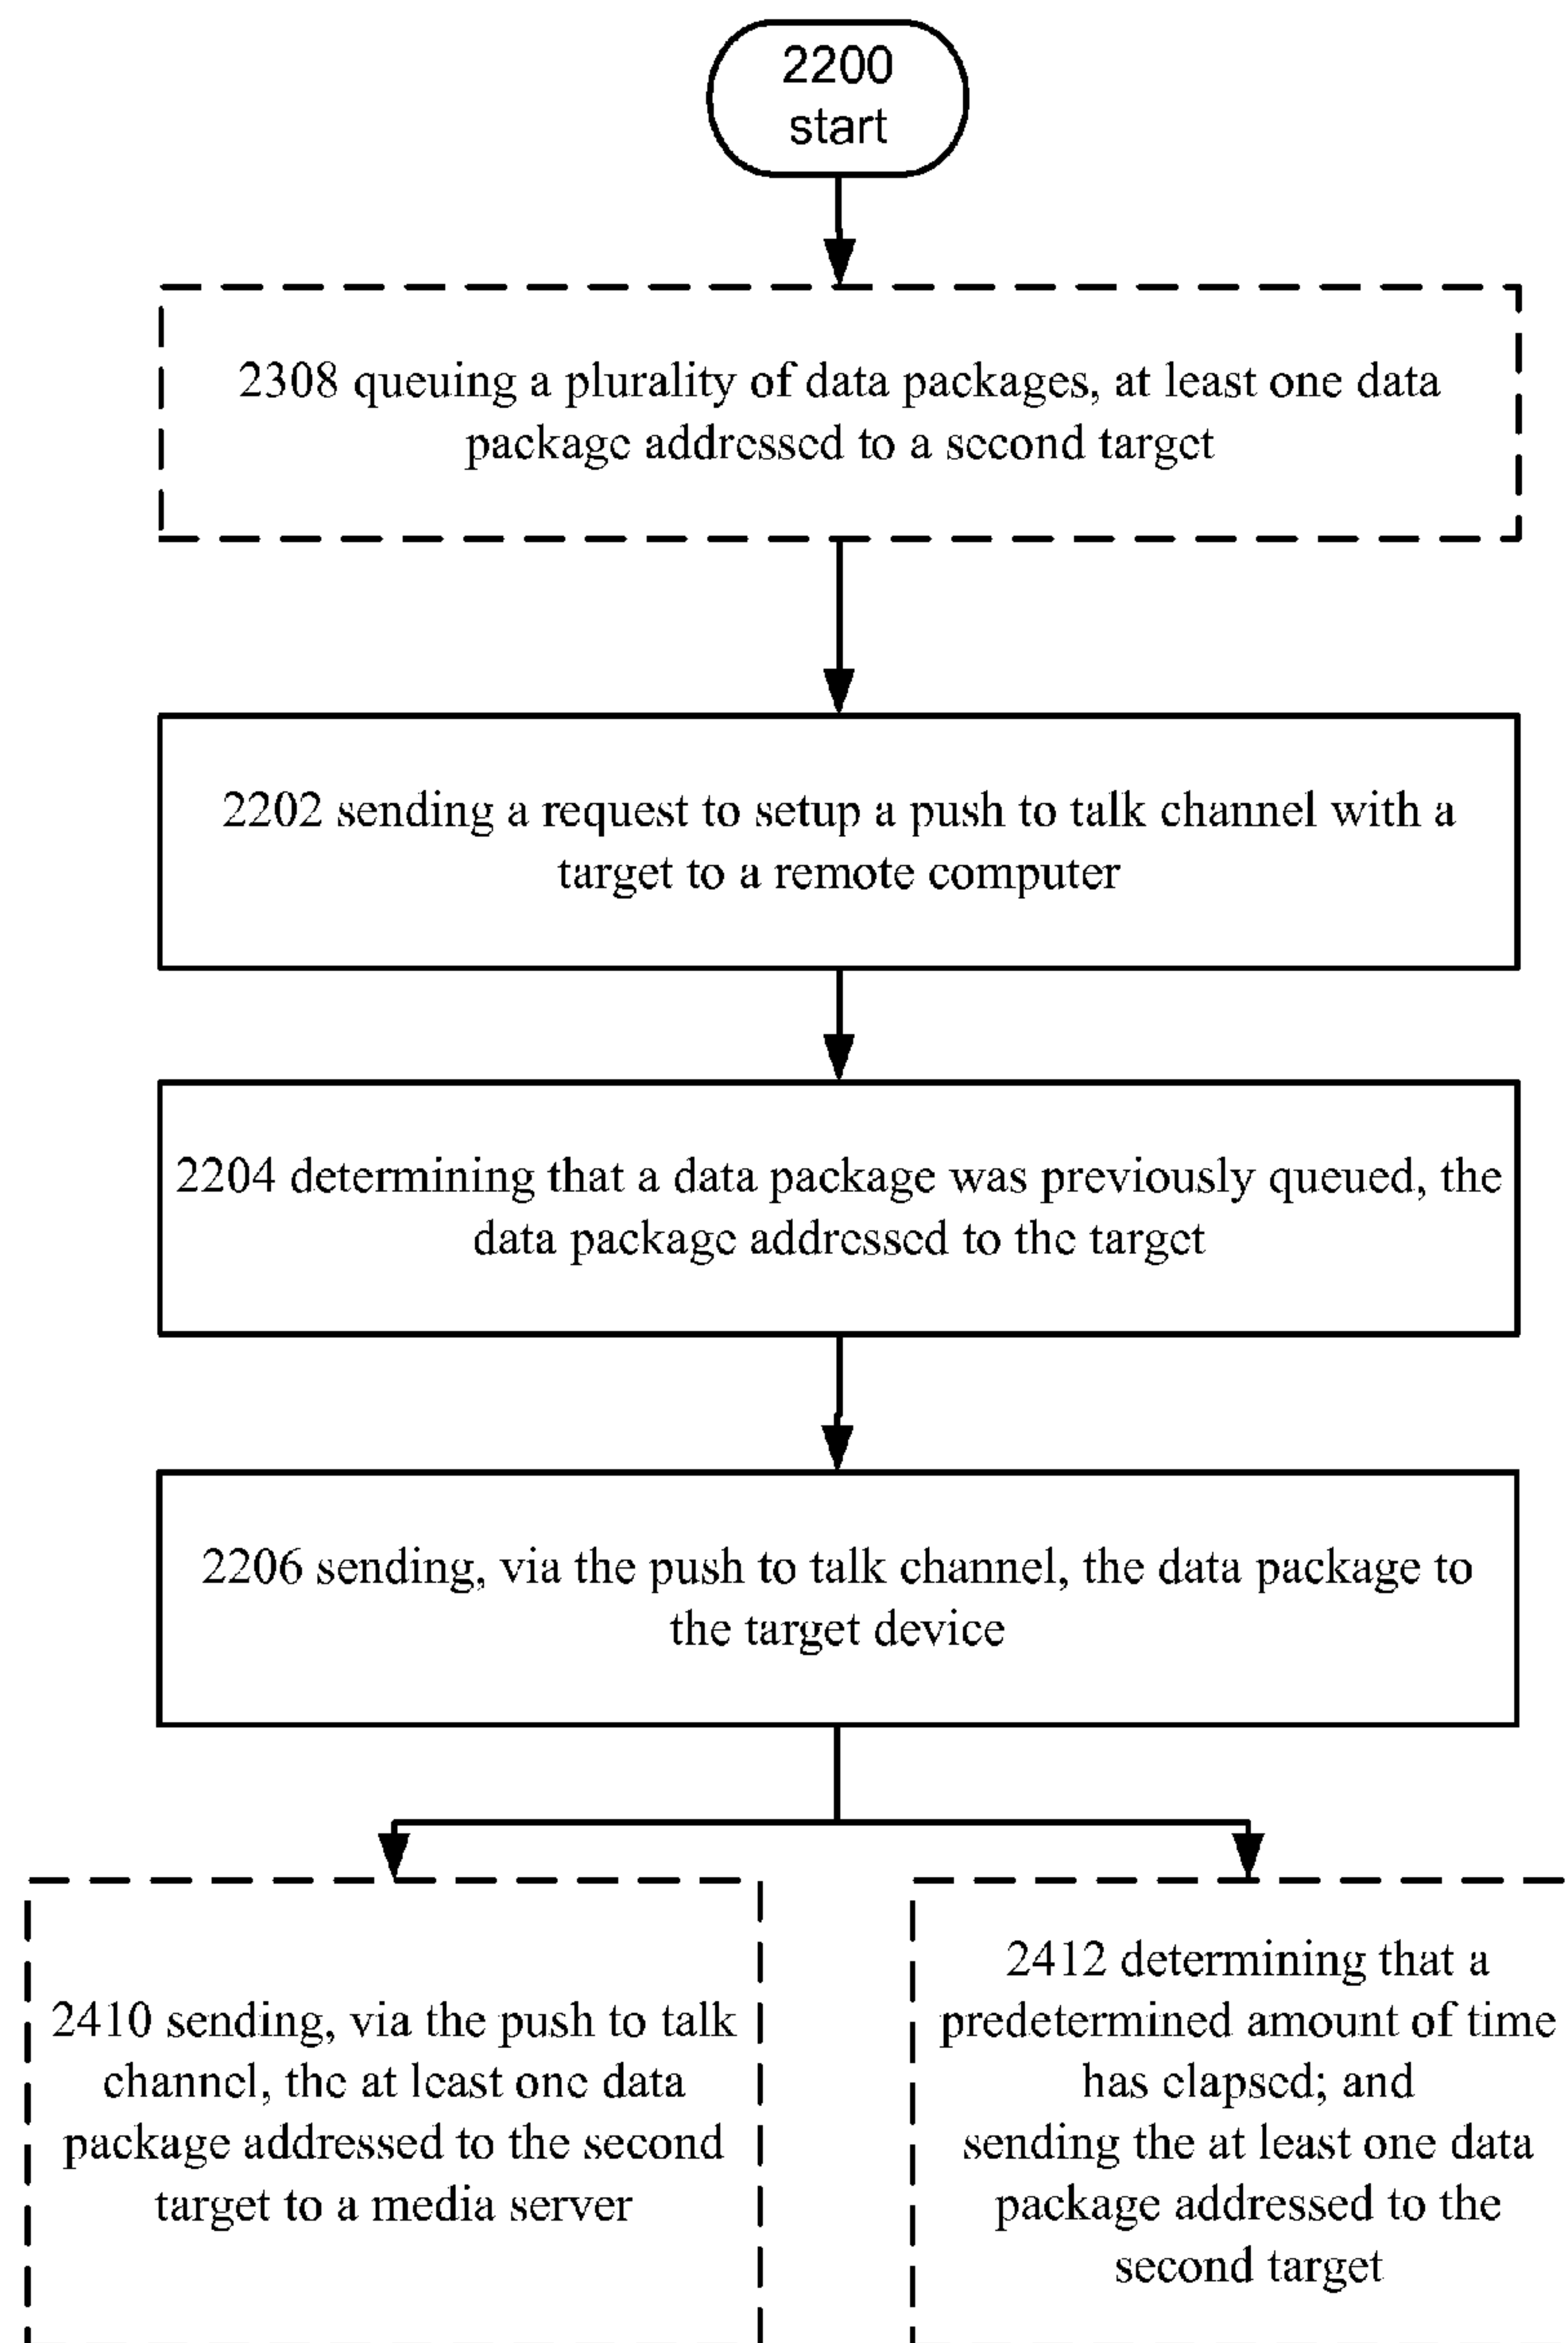 2200
start
2308 queuing a plurality of data packages, at least one data
package addressed to a second target
2202 sending a request to setup a push to talk channel with a
target to a remote computer
2204 determining that a data package was previously queued, the
data package addressed to the target
2206 sending, via the push to talk channel, the data package to
the target device
2410 sending, via the push to talk
channel, the at least one data
package addressed to the second
target to a media server
2412 determining that a
predetermined amount of time
has elapsed; and
sending the at least one data
package addressed to the
second target